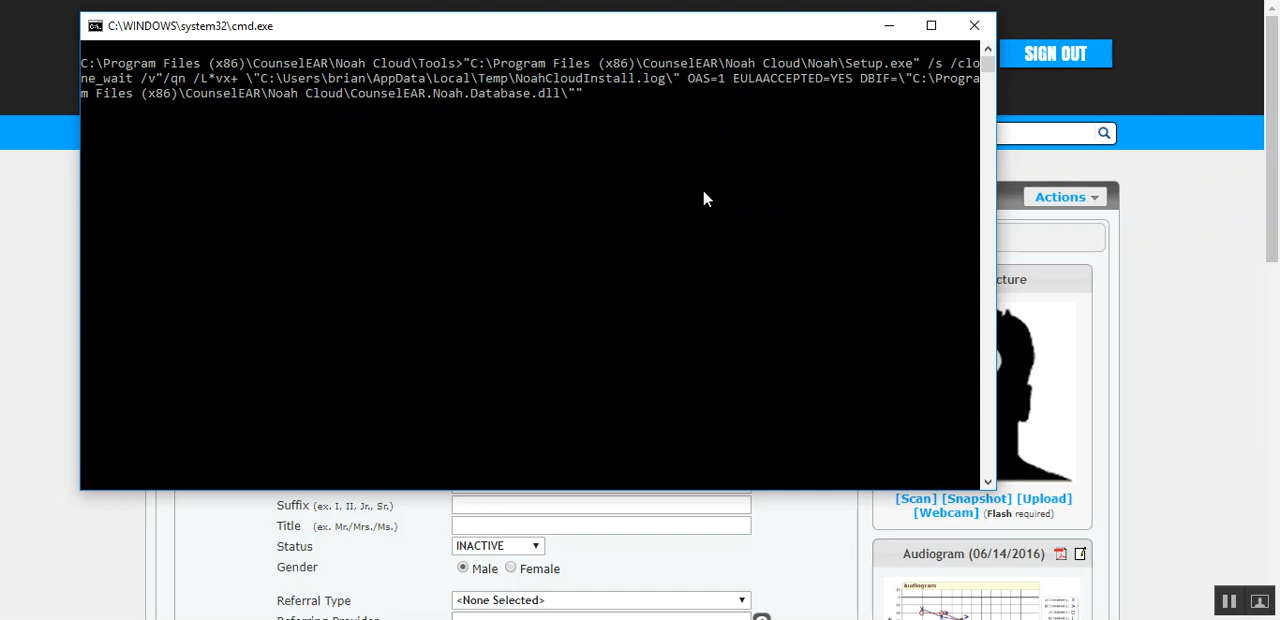 C:\WINDOWS\system32\cmd.exe
SIGN OUT
C:\Program Files (x86)\CounselEAR\Noah Cloud\Tools>"C:\Program Files (x86)\CounselEAR\Noah Cloud\Noah\Setup.exe" /s /clo
ne_wait /v"/qn /L*vx+ \"C:\Users\brian\AppData\Local\Temp\NoahCloudInstall.log\" OAS=1 EULAACCEPTED=YES DBIF=\"C:\Progra
m Files (x86)\CounselEAR\Noah Cloud\CounselEAR.Noah.Database.dll\""
Actions
cture
[Scan] [Snapshot] [Upload]
[Webcam] (Flash required)
Suffix (ex. I, II, Jr., Sr.)
Title (ex. Mr./Mrs./Ms.)
Status INACTIVE
Gender Male Female
Audiogram (06/14/2016)
Audiogram
Referral Type <None Selected>
Referring Provider